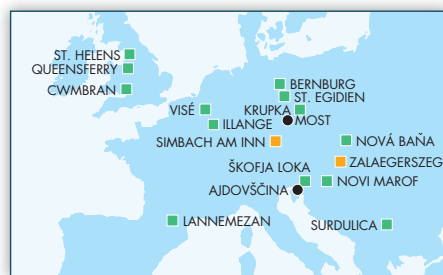 ST. HELENS
QUEENSFERRY
CWMBRAN
BERNBURG
ST. EGIDIEN
VISÉ
KRUPKA
MOST
ILLANGE
SIMBACH AM INN
NOVÁ BAŇA
ZALAEGERSZEG
ŠKOFJA LOKA
NOVI MAROF
AJDOVŠČINA
LANNEMEZAN
SURDULICA